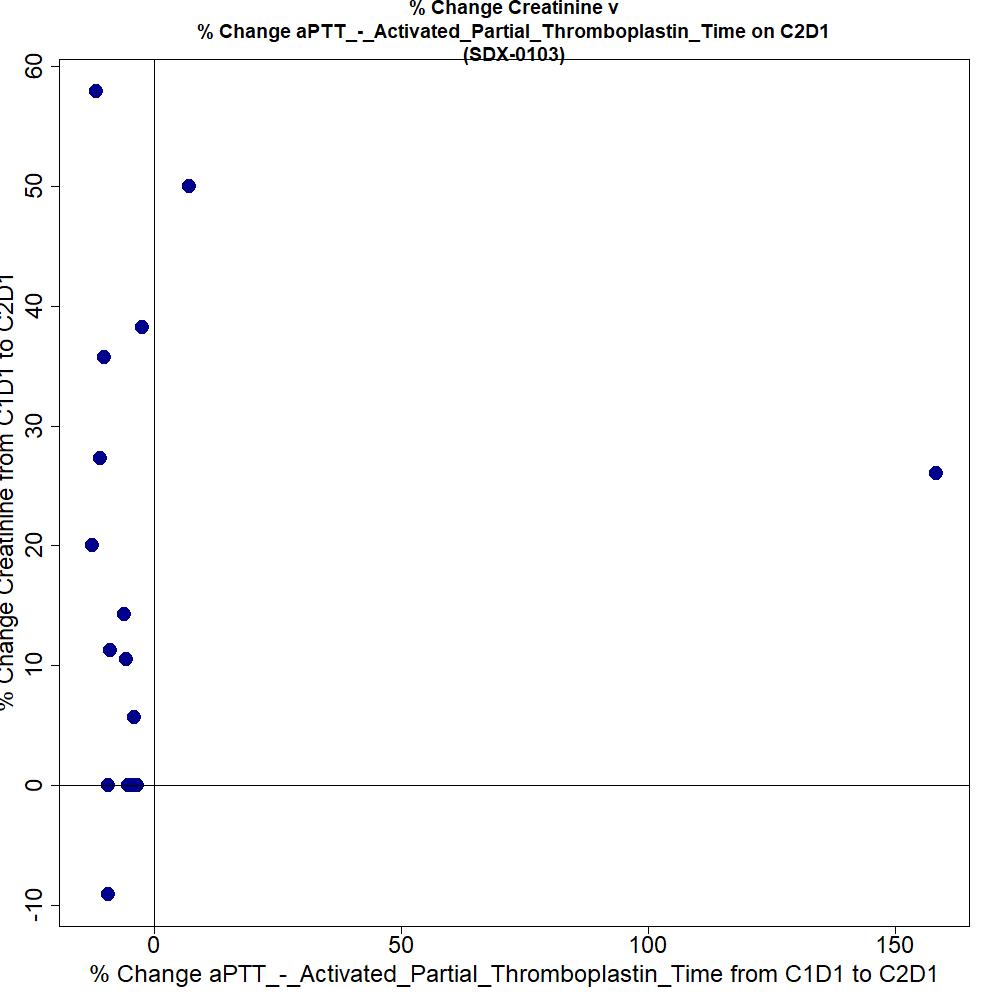 % Change Creatinine v
% Change aPTT_-_Activated_Partial_Thromboplastin_Time on C2D1
(SDX-0103)
% Change Creatinine from C1D1 to C2D1
60
50
40
30
20
10
0
-10
0
50
100
150
% Change aPTT_-_Activated_Partial_Thromboplastin_Time from C1D1 to C2D1